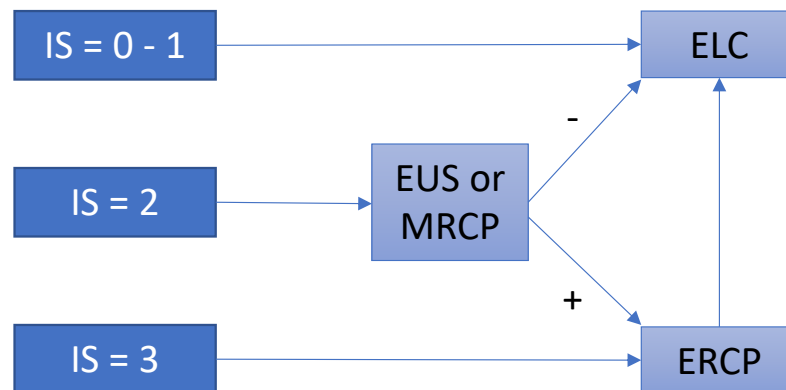 IS = 0 - 1
ELC
-
IS = 2
EUS or
MRCP
+
IS = 3
ERCP